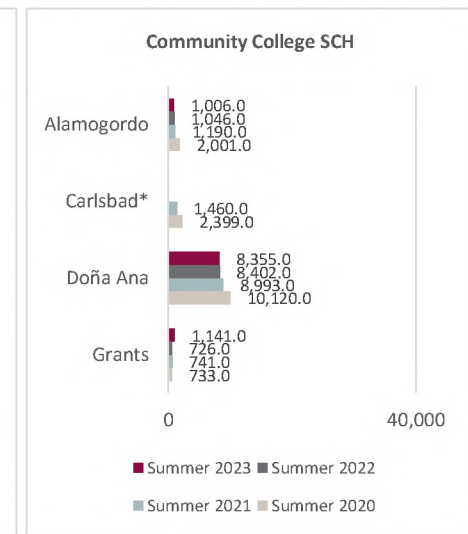 Community College SCH
Alamogordo
1,006.0
1,046.0
1,190.0
2,001.0
Carlsbad*
1,460.0
2,399.0
Doña Ana
8,355.0
8,402.0
8,993.0
10,120.0
Grants
1,141.0
726.0
741.0
733.0
0 40,000
Summer 2023 Summer 2022
Summer 2021 Summer 2020